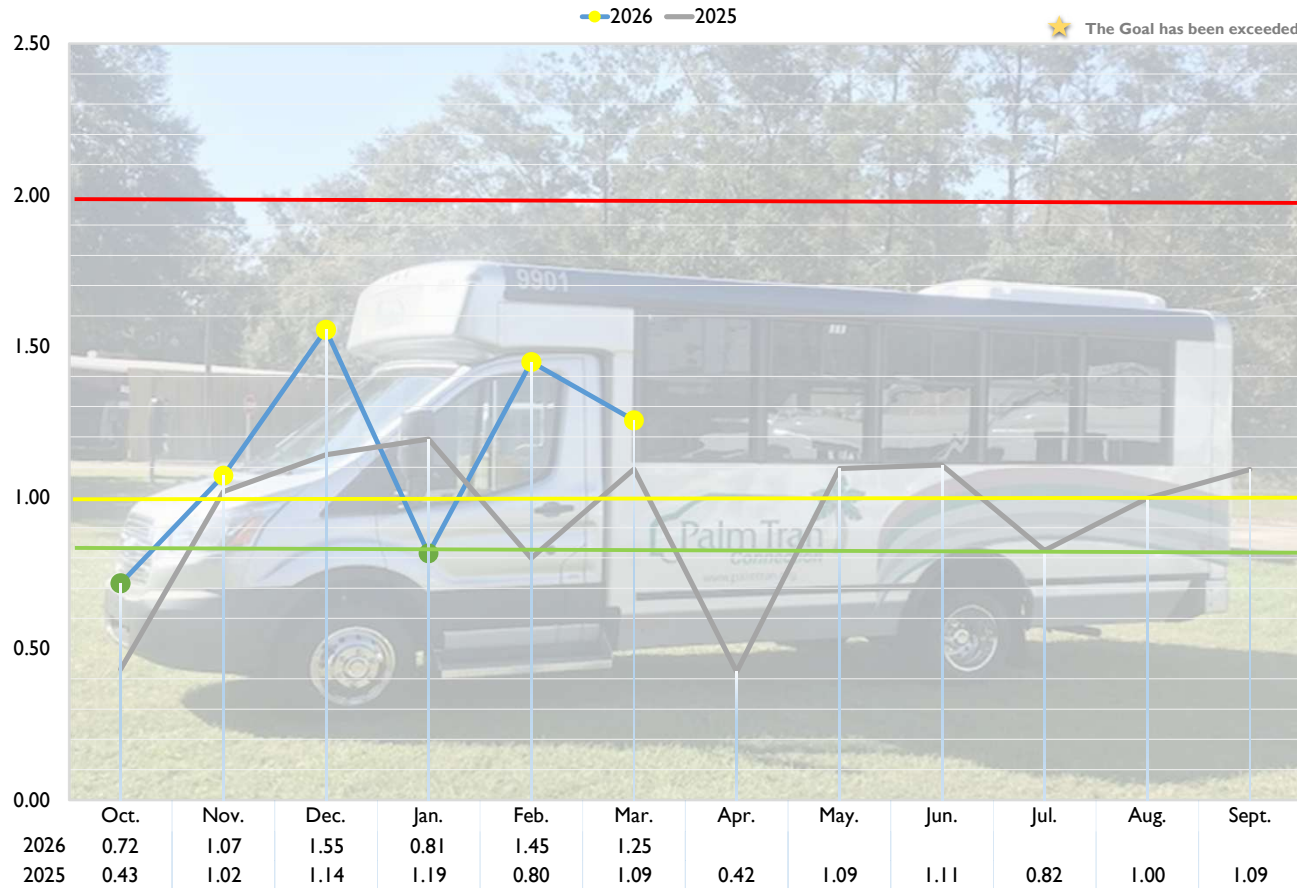 2026 2025
The Goal has been exceeded
2.50
2.00
1.50
1.00
0.50
0.00
9901
Palm Tran
Connection
Oct. Nov. Dec. Jan. Feb. Mar. Apr. May. Jun. Jul. Aug. Sept.
2026 0.72 1.07 1.55 0.81 1.45 1.25
2025 0.43 1.02 1.14 1.19 0.80 1.09 0.42 1.09 1.11 0.82 1.00 1.09